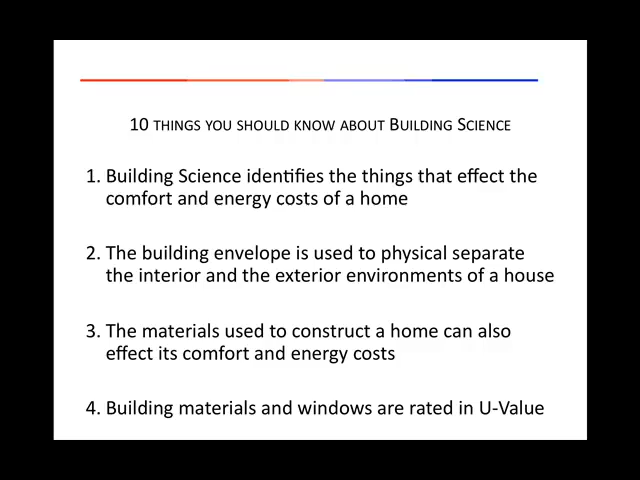 10 THINGS YOU SHOULD KNOW ABOUT BUILDING SCIENCE
1. Building Science identifies the things that effect the
comfort and energy costs of a home
2. The building envelope is used to physical separate
the interior and the exterior environments of a house
3. The materials used to construct a home can also
effect its comfort and energy costs
4. Building materials and windows are rated in U-Value